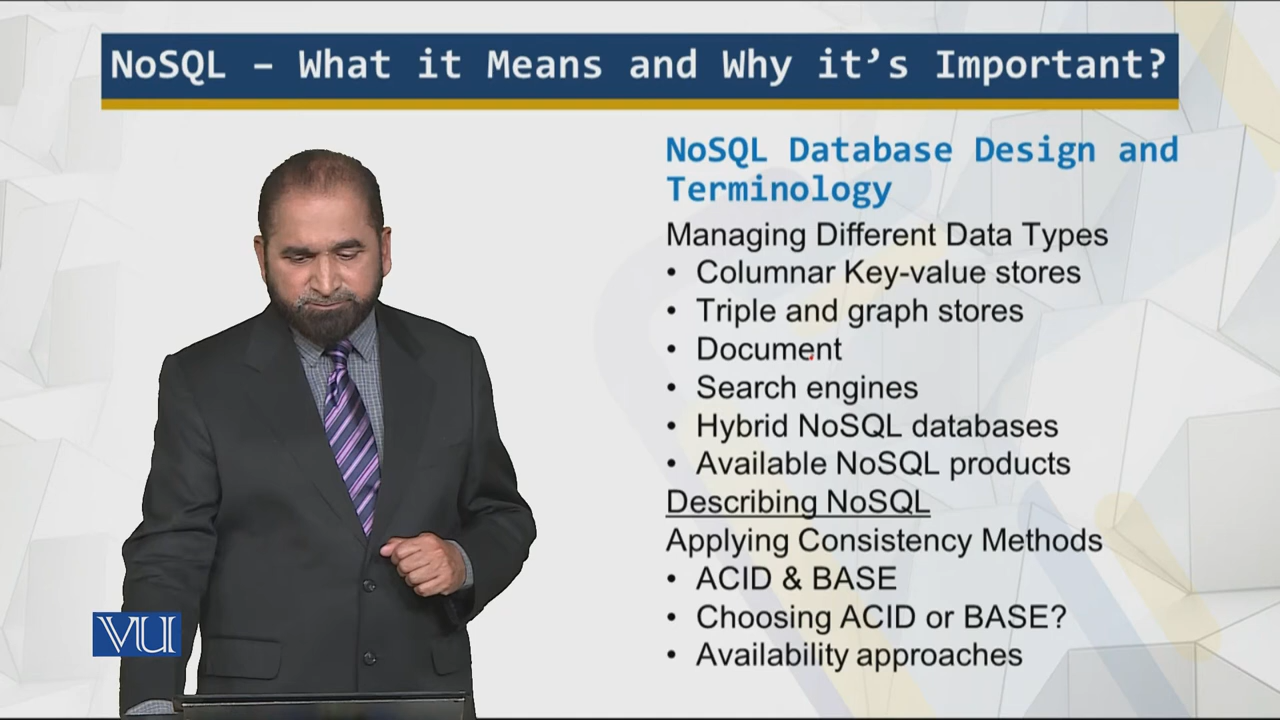 NoSQL – What it Means and Why it's Important?
NoSQL Database Design and
Terminology
Managing Different Data Types
• Columnar Key-value stores
• Triple and graph stores
• Document
• Search engines
• Hybrid NoSQL databases
• Available NoSQL products
Describing NoSQL
Applying Consistency Methods
• ACID & BASE
• Choosing ACID or BASE?
• Availability approaches
VU